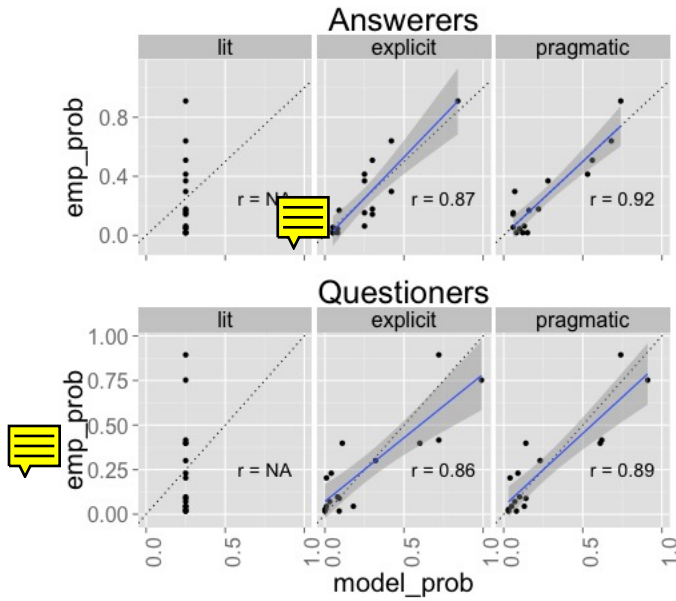 Answerers
lit explicit pragmatic
emp_prob
0.8
0.4
0.0
r = NA r = 0.87 r = 0.92
Questioners
lit explicit pragmatic
emp_prob
1.00
0.75
0.50
0.25
0.00
r = NA r = 0.86 r = 0.89
0.0 0.5 1.0 0.0 0.5 1.0 0.0 0.5 1.0
model_prob